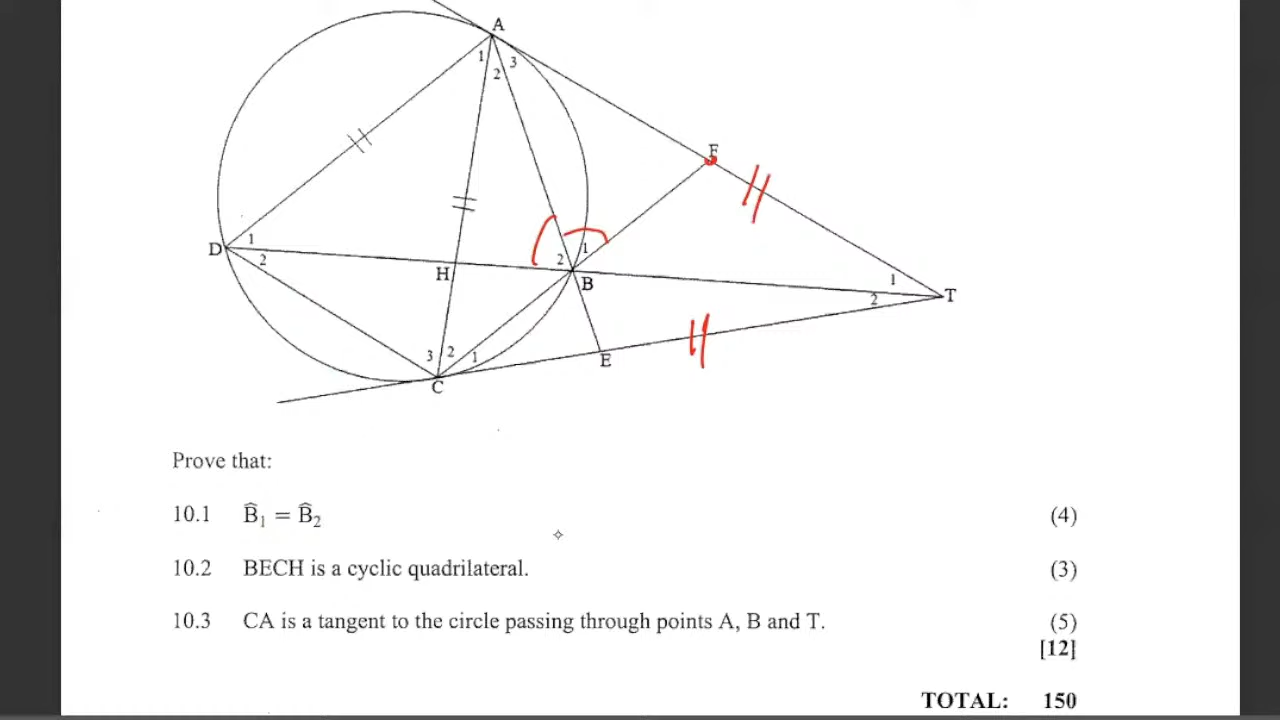 A
1
3
2
F
D
1
2
H
2
1
B
1
2
T
3
2
1
E
C
Prove that:
10.1 B̂₁ = B̂₂ (4)
10.2 BECH is a cyclic quadrilateral. (3)
10.3 CA is a tangent to the circle passing through points A, B and T. (5)
[12]
TOTAL: 150